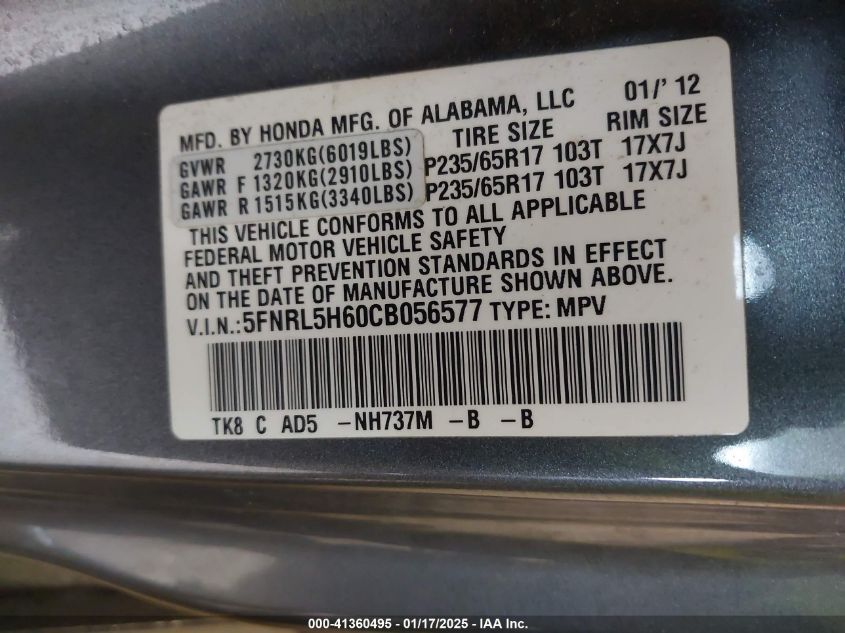 MFD. BY HONDA MFG. OF ALABAMA, LLC 01/'12
TIRE SIZE RIM SIZE
GVWR 2730KG(6019LBS)
GAWR F 1320KG(2910LBS) P235/65R17 103T 17X7J
GAWR R 1515KG(3340LBS) P235/65R17 103T 17X7J
THIS VEHICLE CONFORMS TO ALL APPLICABLE
FEDERAL MOTOR VEHICLE SAFETY
AND THEFT PREVENTION STANDARDS IN EFFECT
ON THE DATE OF MANUFACTURE SHOWN ABOVE.
V.I.N.:5FNRL5H60CB056577 TYPE: MPV
TK8 C AD5 -NH737M -B -B
000-41360495 - 01/17/2025 - IAA Inc.